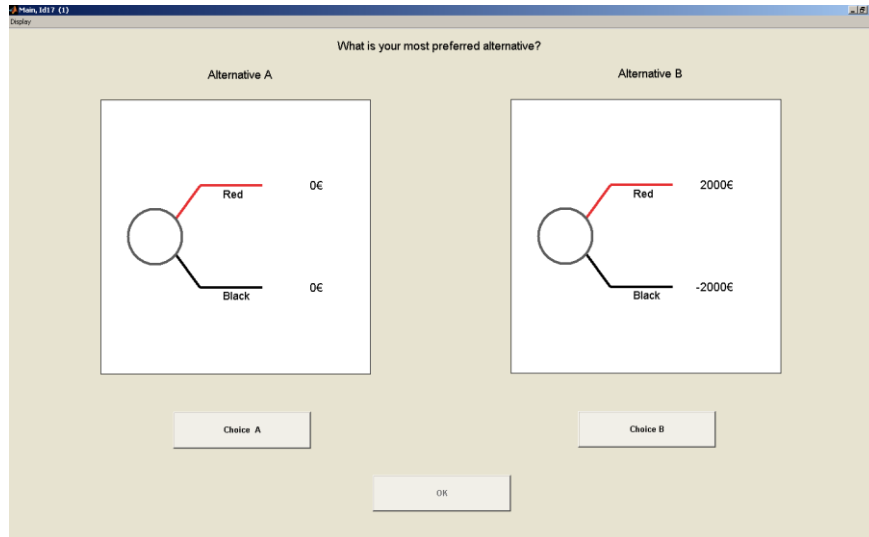 Main, Id17 (1)
Display
What is your most preferred alternative?
Alternative A
Alternative B
0€
Red
0€
Black
2000€
Red
-2000€
Black
Choice A
Choice B
OK